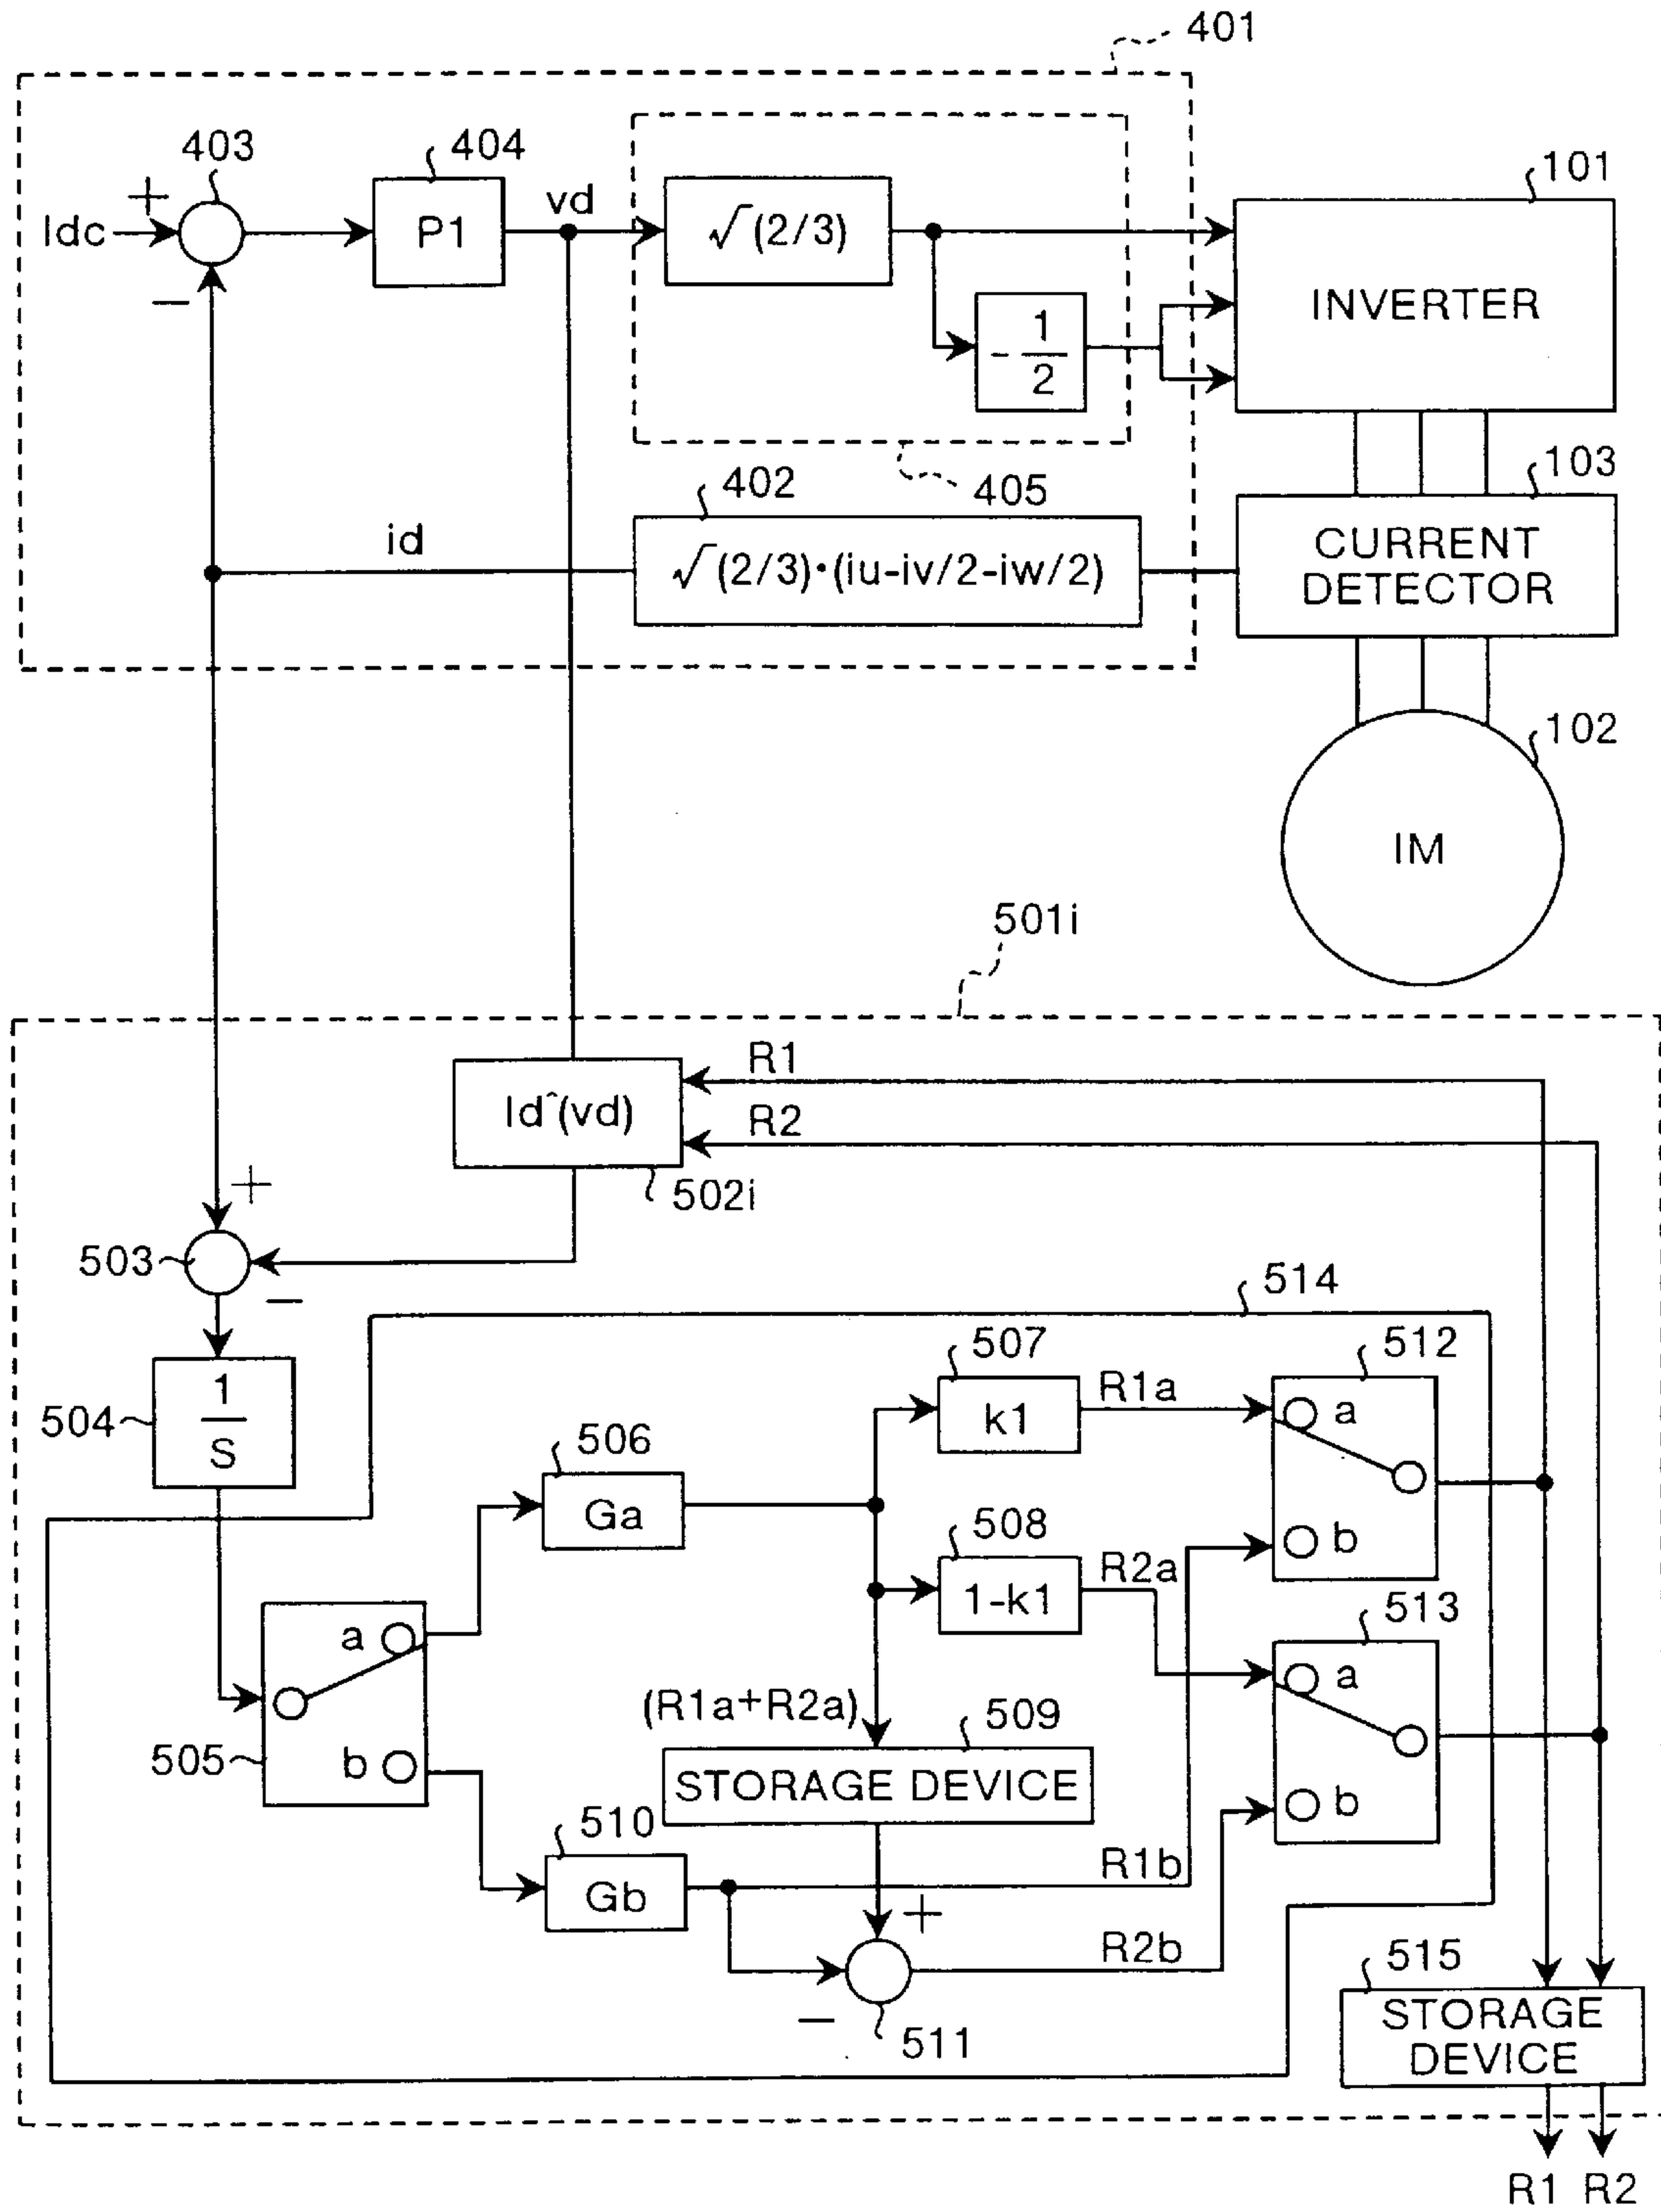 401
403
404
101
+
Idc
P1
vd
√(2/3)
INVERTER
−
- 1/2
405
103
402
id
√(2/3)·(iu-iv/2-iw/2)
CURRENT
DETECTOR
102
IM
501i
R1
Id^(vd)
R2
502i
+
503
−
514
504
1/S
507
512
k1
R1a
a
506
Ga
508
b
1-k1
R2a
513
505
a
b
(R1a+R2a)
509
a
STORAGE DEVICE
b
510
Gb
R1b
+
R2b
−
511
515
STORAGE
DEVICE
R1 R2